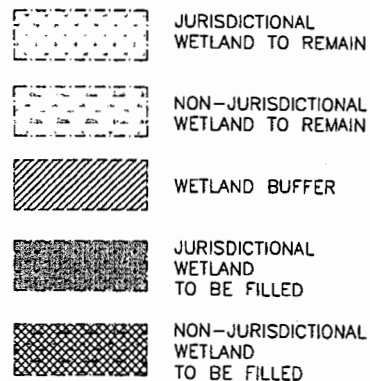 JURISDICTIONAL
WETLAND TO REMAIN
NON-JURISDICTIONAL
WETLAND TO REMAIN
WETLAND BUFFER
JURISDICTIONAL
WETLAND
TO BE FILLED
NON-JURISDICTIONAL
WETLAND
TO BE FILLED